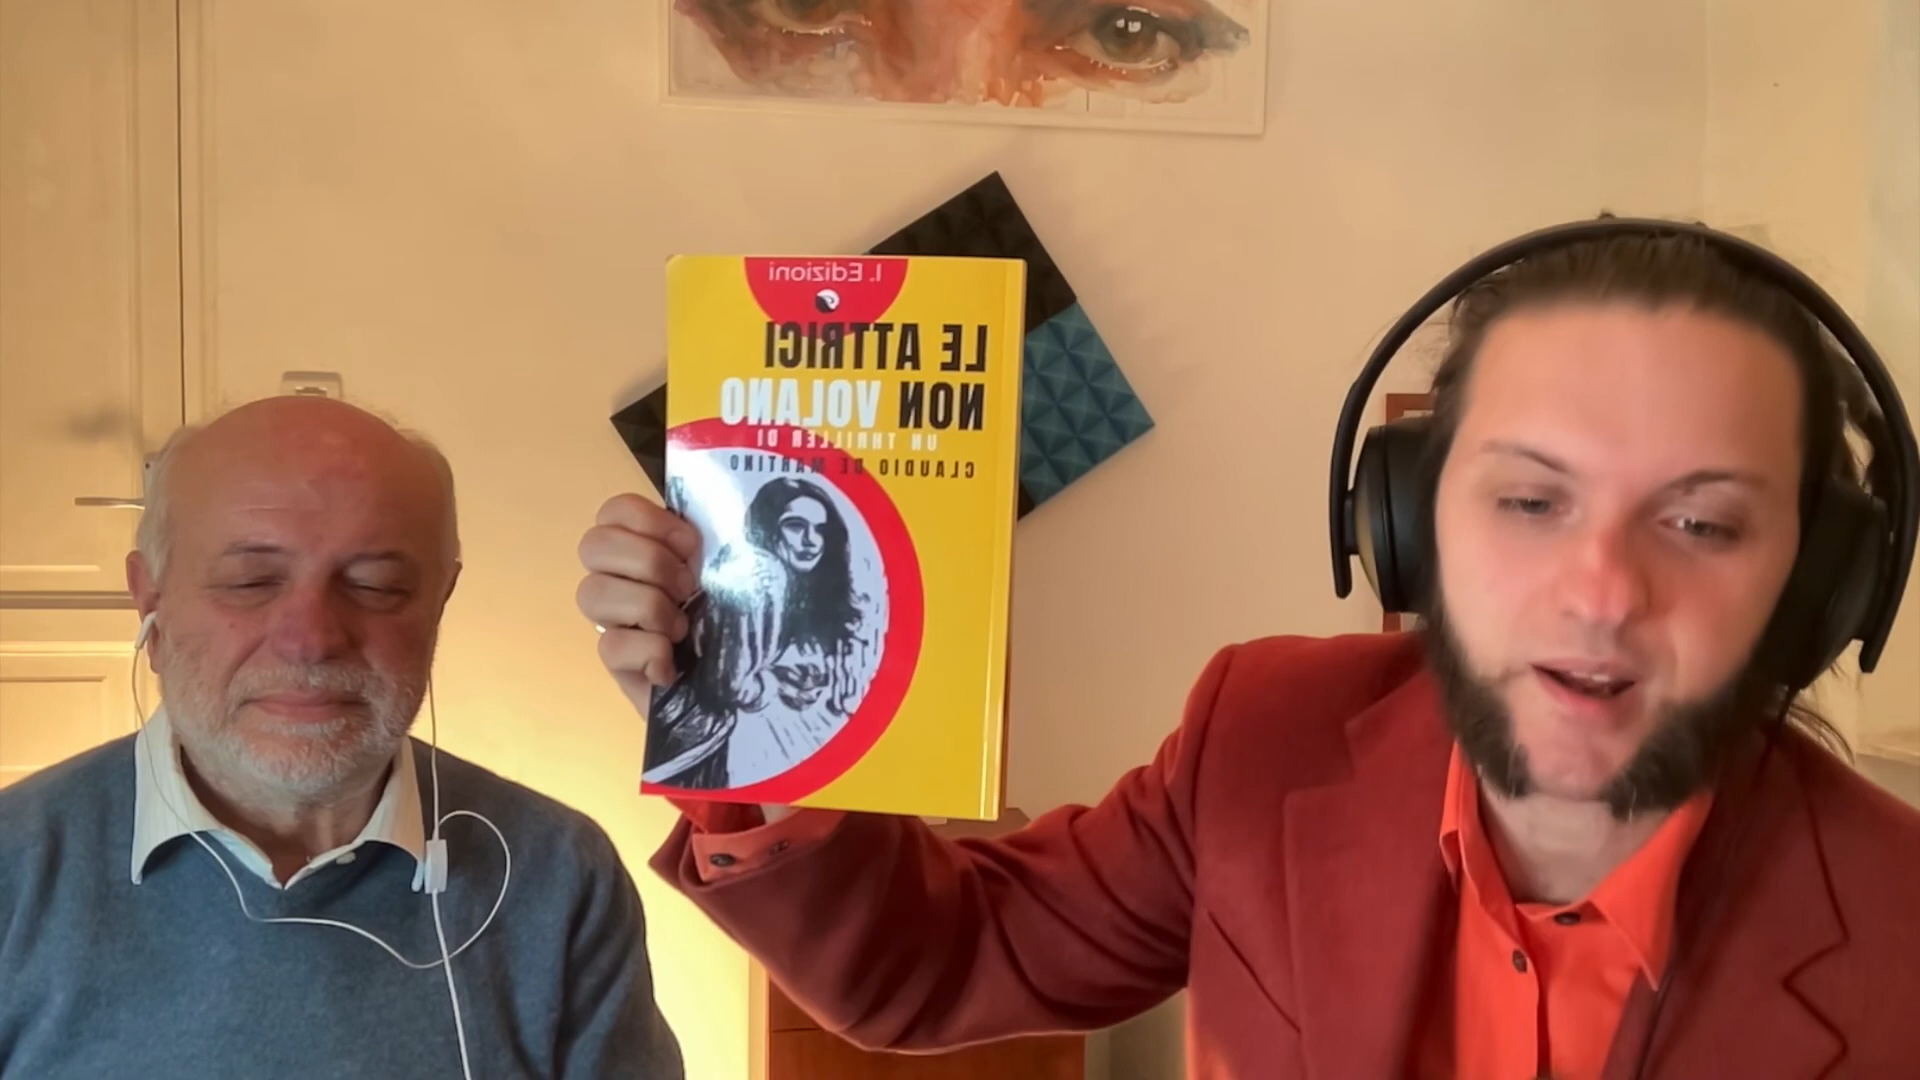 I. Edizioni
LE ATTRICI
NON VOLANO
UN THRILLER DI
CLAUDIO DE MARTINO